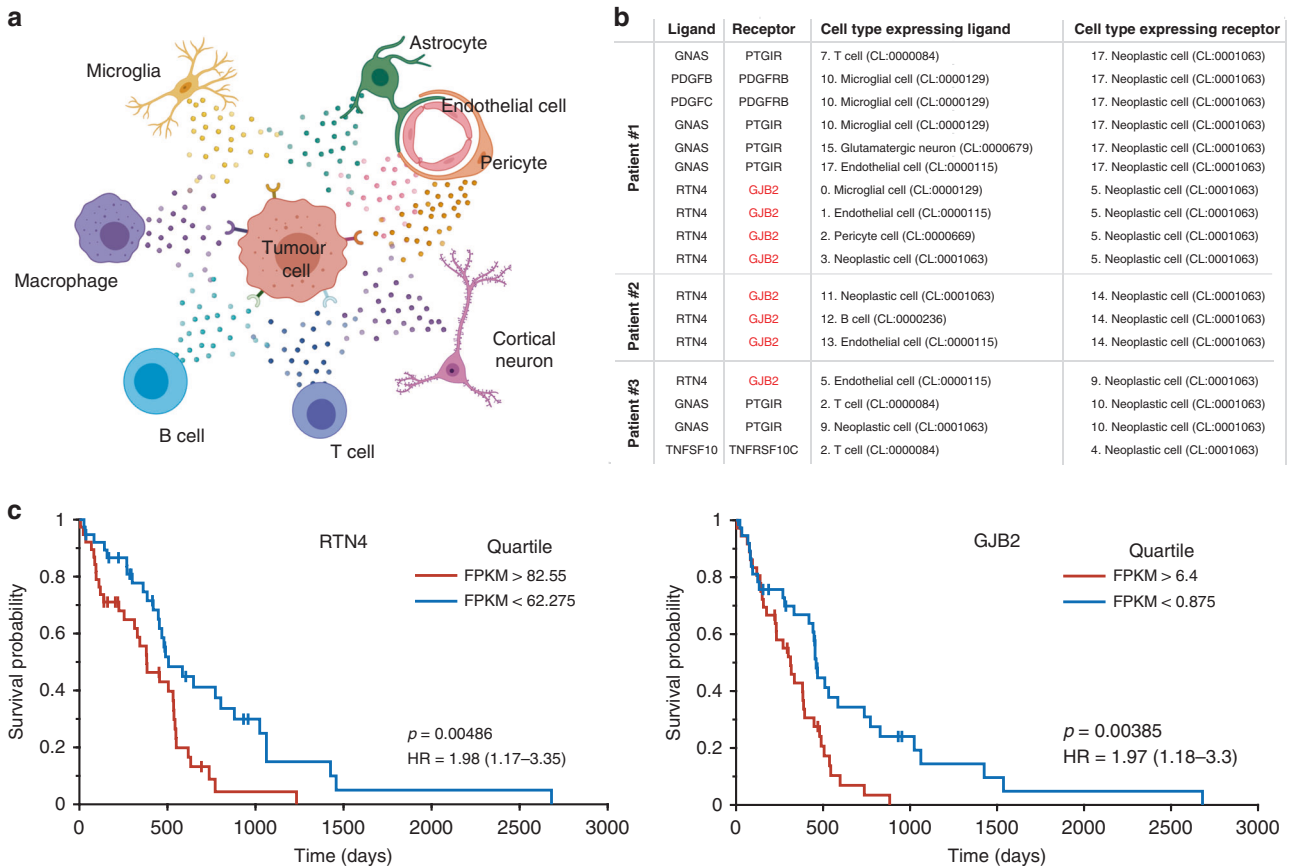 a
Microglia
Astrocyte
Endothelial cell
Pericyte
Macrophage
Tumour
cell
Cortical
neuron
B cell
T cell
b
Ligand Receptor Cell type expressing ligand Cell type expressing receptor
Patient #1
GNAS PTGIR 7. T cell (CL:0000084) 17. Neoplastic cell (CL:0001063)
PDGFB PDGFRB 10. Microglial cell (CL:0000129) 17. Neoplastic cell (CL:0001063)
PDGFC PDGFRB 10. Microglial cell (CL:0000129) 17. Neoplastic cell (CL:0001063)
GNAS PTGIR 10. Microglial cell (CL:0000129) 17. Neoplastic cell (CL:0001063)
GNAS PTGIR 15. Glutamatergic neuron (CL:0000679) 17. Neoplastic cell (CL:0001063)
GNAS PTGIR 17. Endothelial cell (CL:0000115) 17. Neoplastic cell (CL:0001063)
RTN4 GJB2 0. Microglial cell (CL:0000129) 5. Neoplastic cell (CL:0001063)
RTN4 GJB2 1. Endothelial cell (CL:0000115) 5. Neoplastic cell (CL:0001063)
RTN4 GJB2 2. Pericyte cell (CL:0000669) 5. Neoplastic cell (CL:0001063)
RTN4 GJB2 3. Neoplastic cell (CL:0001063) 5. Neoplastic cell (CL:0001063)
Patient #2
RTN4 GJB2 11. Neoplastic cell (CL:0001063) 14. Neoplastic cell (CL:0001063)
RTN4 GJB2 12. B cell (CL:0000236) 14. Neoplastic cell (CL:0001063)
RTN4 GJB2 13. Endothelial cell (CL:0000115) 14. Neoplastic cell (CL:0001063)
Patient #3
RTN4 GJB2 5. Endothelial cell (CL:0000115) 9. Neoplastic cell (CL:0001063)
GNAS PTGIR 2. T cell (CL:0000084) 10. Neoplastic cell (CL:0001063)
GNAS PTGIR 9. Neoplastic cell (CL:0001063) 10. Neoplastic cell (CL:0001063)
TNFSF10 TNFRSF10C 2. T cell (CL:0000084) 4. Neoplastic cell (CL:0001063)
c
RTN4
Quartile
FPKM > 82.55
FPKM < 62.275
p = 0.00486
HR = 1.98 (1.17–3.35)
Survival probability
1
0.8
0.6
0.4
0.2
0
0 500 1000 1500 2000 2500 3000
Time (days)
GJB2
Quartile
FPKM > 6.4
FPKM < 0.875
p = 0.00385
HR = 1.97 (1.18–3.3)
Survival probability
1
0.8
0.6
0.4
0.2
0
0 500 1000 1500 2000 2500 3000
Time (days)